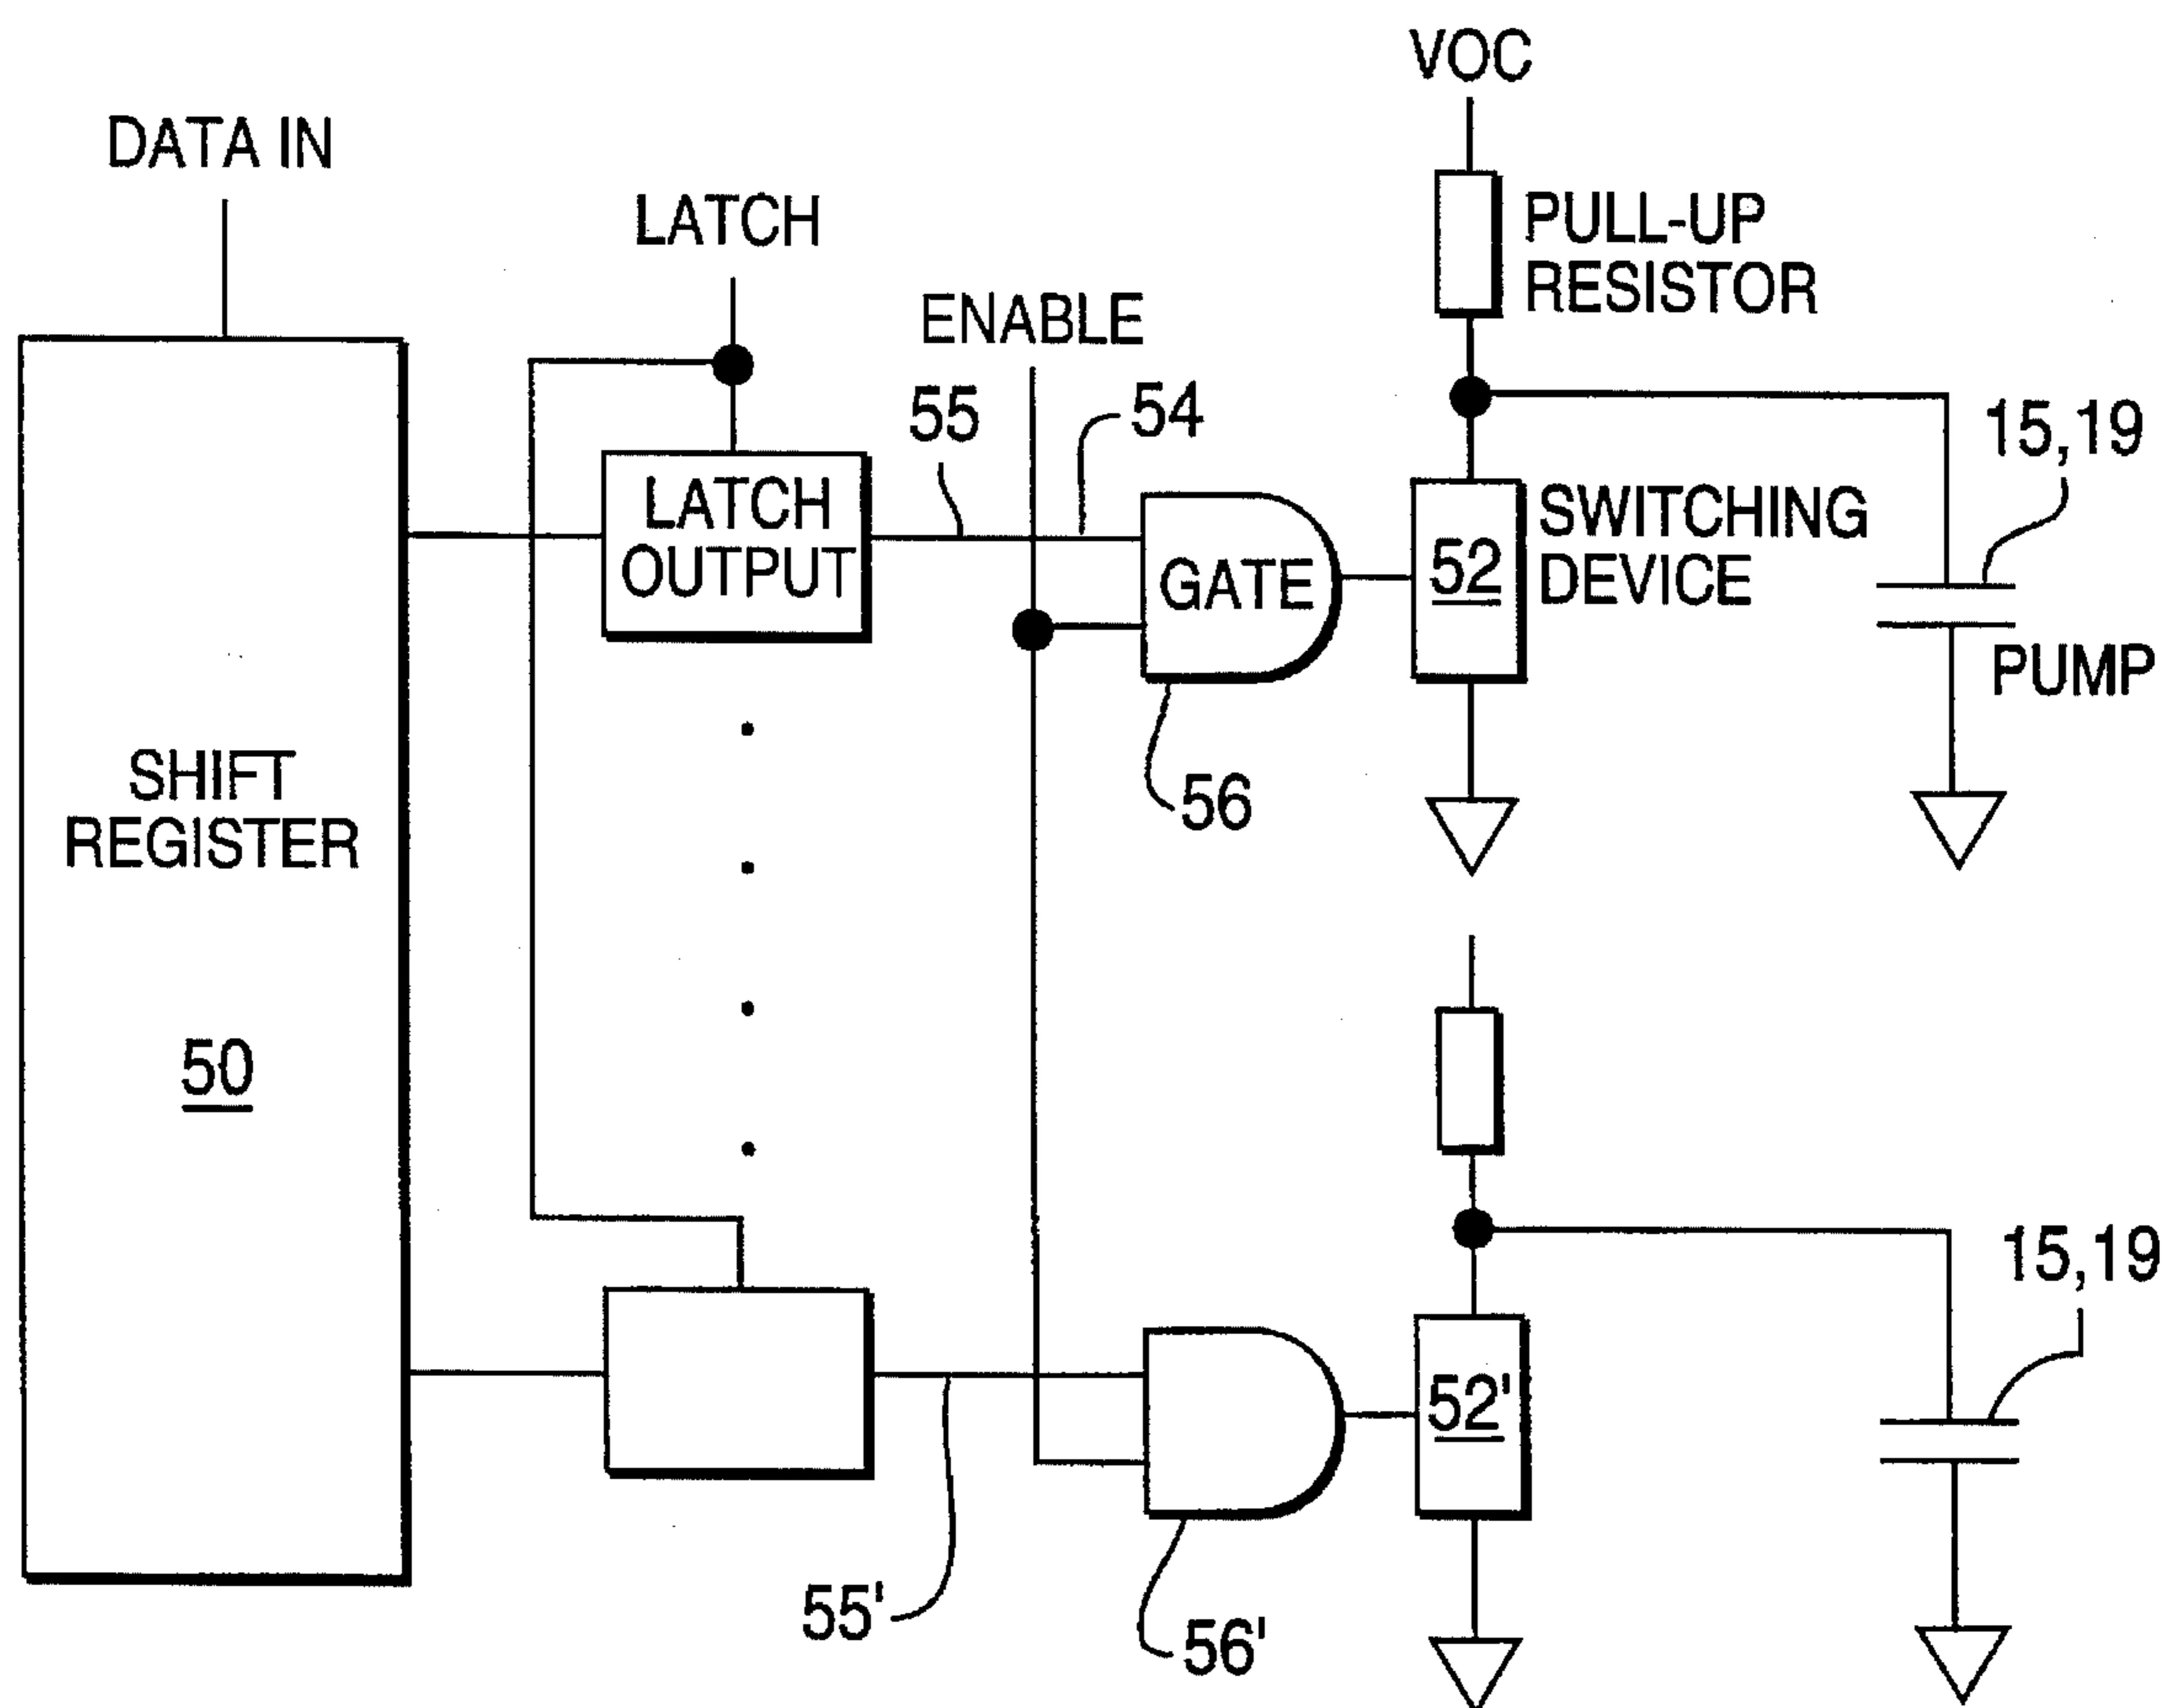 VOC
DATA IN
LATCH
PULL-UP
RESISTOR
ENABLE
55
54
15,19
LATCH
OUTPUT
GATE
52
SWITCHING
DEVICE
PUMP
56
SHIFT
REGISTER
50
15,19
52'
55'
56'